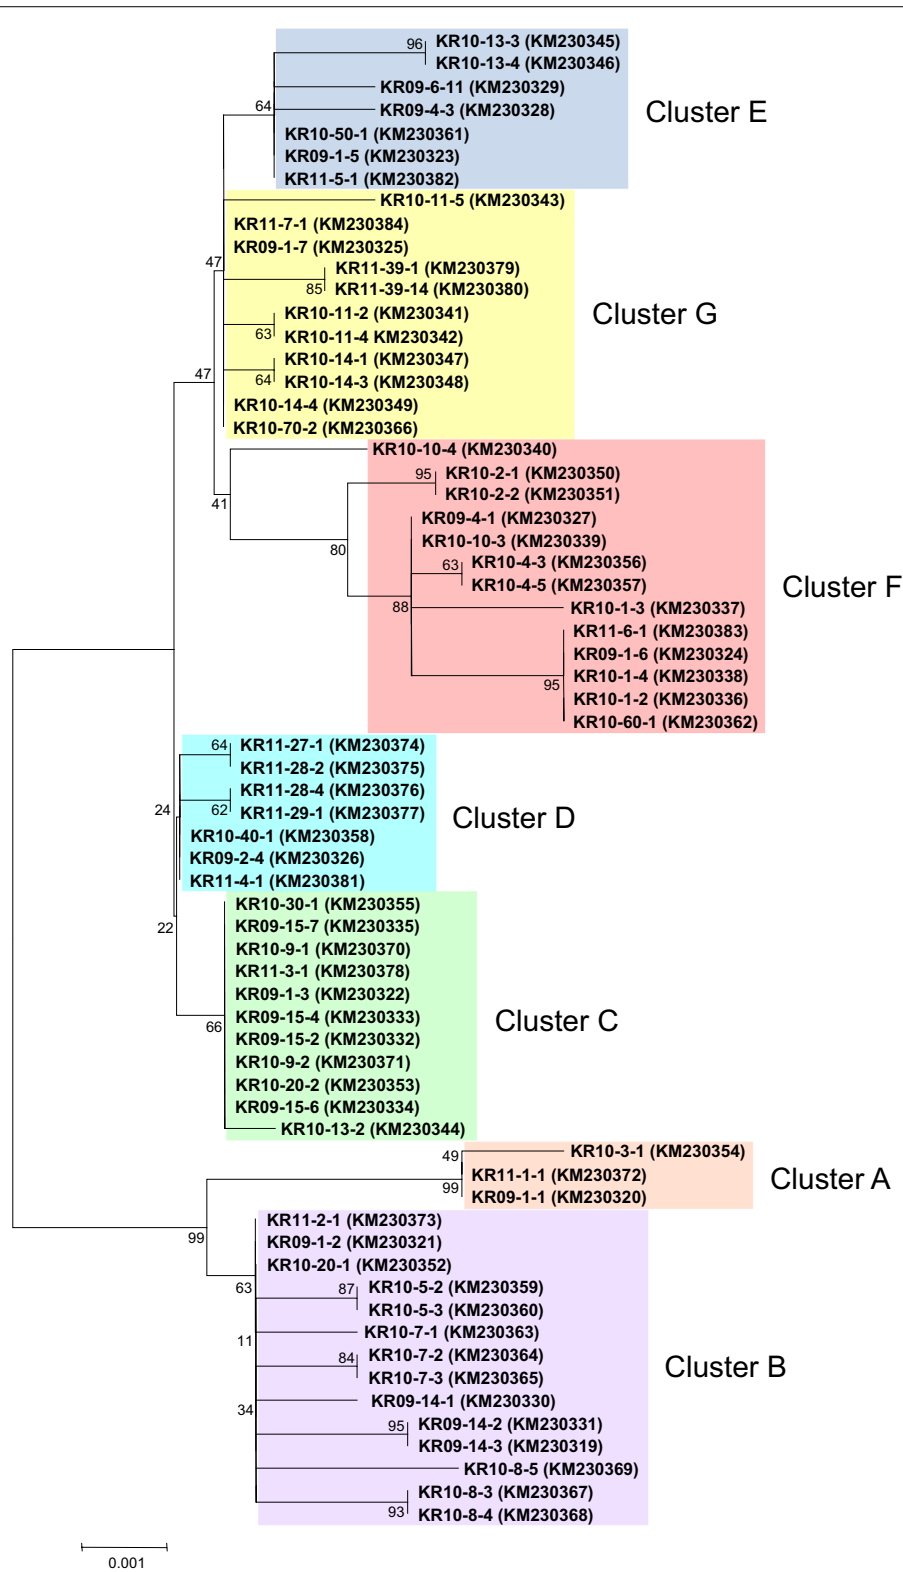 96
KR10-13-3 (KM230345)
KR10-13-4 (KM230346)
KR09-6-11 (KM230329)
64
KR09-4-3 (KM230328)
Cluster E
KR10-50-1 (KM230361)
KR09-1-5 (KM230323)
KR11-5-1 (KM230382)
KR10-11-5 (KM230343)
KR11-7-1 (KM230384)
KR09-1-7 (KM230325)
47
KR11-39-1 (KM230379)
85
KR11-39-14 (KM230380)
KR10-11-2 (KM230341)
Cluster G
63
KR10-11-4 KM230342)
KR10-14-1 (KM230347)
47
64
KR10-14-3 (KM230348)
KR10-14-4 (KM230349)
KR10-70-2 (KM230366)
KR10-10-4 (KM230340)
95
KR10-2-1 (KM230350)
KR10-2-2 (KM230351)
41
KR09-4-1 (KM230327)
KR10-10-3 (KM230339)
80
63
KR10-4-3 (KM230356)
KR10-4-5 (KM230357)
Cluster F
88
KR10-1-3 (KM230337)
KR11-6-1 (KM230383)
KR09-1-6 (KM230324)
KR10-1-4 (KM230338)
95
KR10-1-2 (KM230336)
KR10-60-1 (KM230362)
64
KR11-27-1 (KM230374)
KR11-28-2 (KM230375)
KR11-28-4 (KM230376)
24
62
KR11-29-1 (KM230377)
Cluster D
KR10-40-1 (KM230358)
KR09-2-4 (KM230326)
KR11-4-1 (KM230381)
KR10-30-1 (KM230355)
22
KR09-15-7 (KM230335)
KR10-9-1 (KM230370)
KR11-3-1 (KM230378)
KR09-1-3 (KM230322)
KR09-15-4 (KM230333)
Cluster C
66
KR09-15-2 (KM230332)
KR10-9-2 (KM230371)
KR10-20-2 (KM230353)
KR09-15-6 (KM230334)
KR10-13-2 (KM230344)
49
KR10-3-1 (KM230354)
KR11-1-1 (KM230372)
Cluster A
99
KR09-1-1 (KM230320)
KR11-2-1 (KM230373)
99
KR09-1-2 (KM230321)
KR10-20-1 (KM230352)
63
87
KR10-5-2 (KM230359)
KR10-5-3 (KM230360)
11
KR10-7-1 (KM230363)
84
KR10-7-2 (KM230364)
Cluster B
KR10-7-3 (KM230365)
34
KR09-14-1 (KM230330)
95
KR09-14-2 (KM230331)
KR09-14-3 (KM230319)
KR10-8-5 (KM230369)
KR10-8-3 (KM230367)
93
KR10-8-4 (KM230368)
0.001